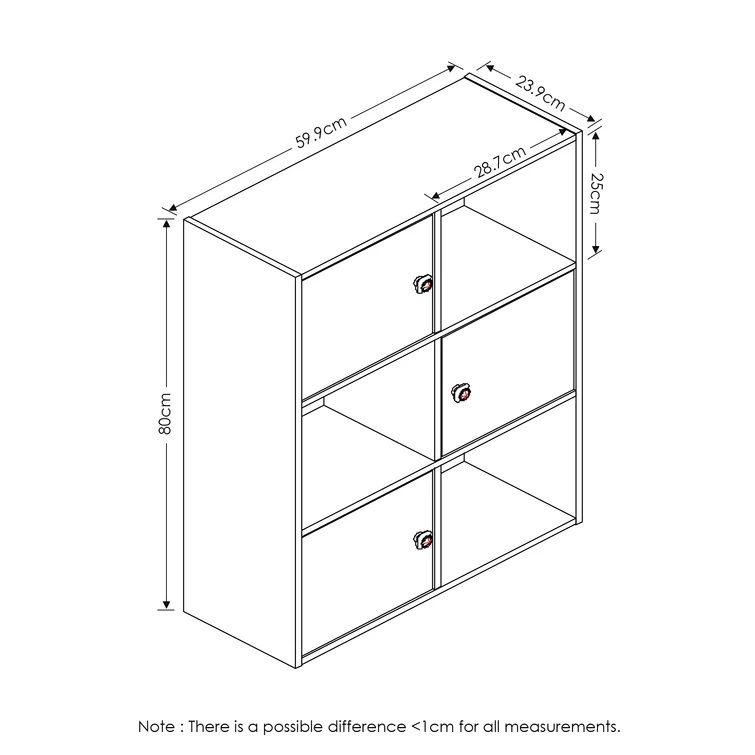 59.9cm
23.9cm
28.7cm
25cm
80cm
Note : There is a possible difference <1cm for all measurements.